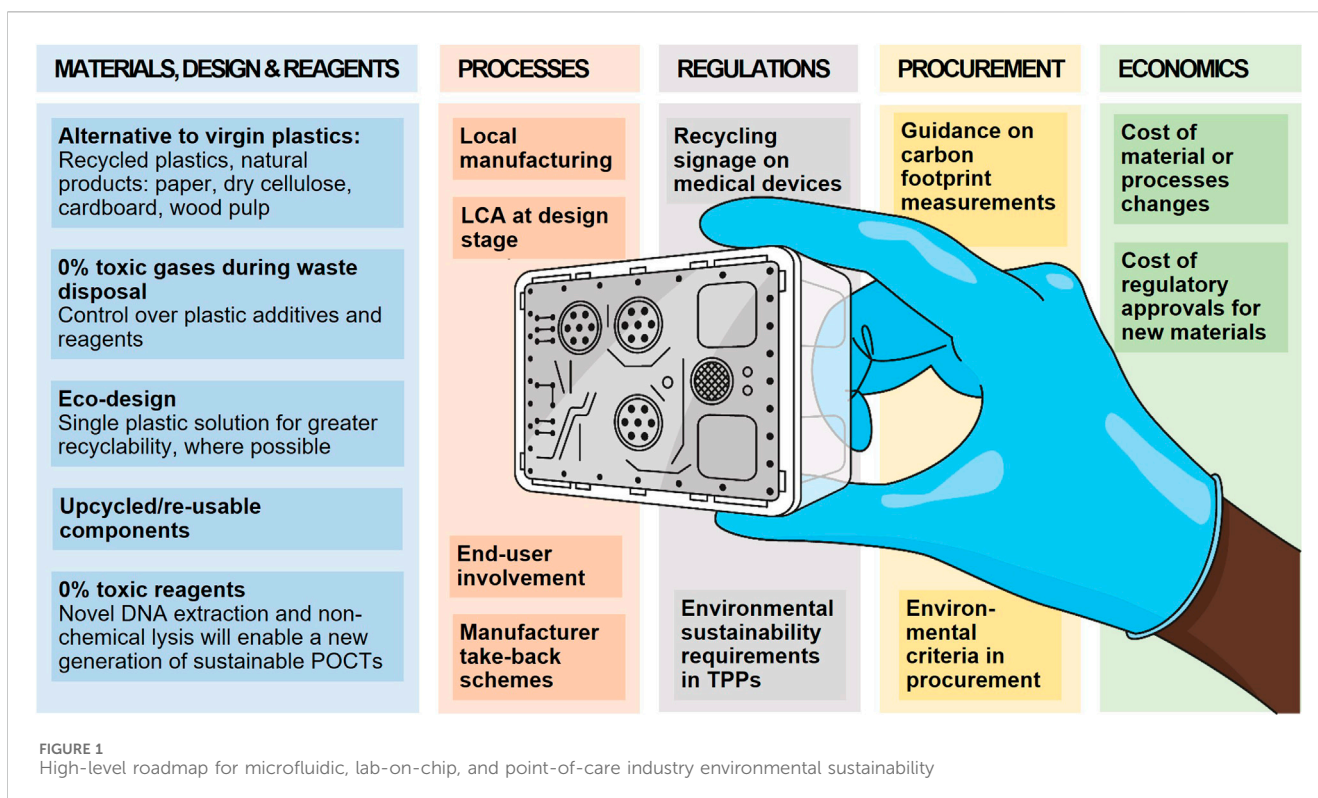 MATERIALS, DESIGN & REAGENTS
Alternative to virgin plastics:
Recycled plastics, natural
products: paper, dry cellulose,
cardboard, wood pulp
0% toxic gases during waste
disposal
Control over plastic additives and
reagents
Eco-design
Single plastic solution for greater
recyclability, where possible
Upcycled/re-usable
components
0% toxic reagents
Novel DNA extraction and non-
chemical lysis will enable a new
generation of sustainable POCTs
PROCESSES
Local
manufacturing
LCA at design
stage
End-user
involvement
Manufacturer
take-back
schemes
REGULATIONS
Recycling
signage on
medical devices
Environmental
sustainability
requirements
in TPPs
PROCUREMENT
Guidance on
carbon
footprint
measurements
Environ-
mental
criteria in
procurement
ECONOMICS
Cost of
material or
processes
changes
Cost of
regulatory
approvals for
new materials
FIGURE 1
High-level roadmap for microfluidic, lab-on-chip, and point-of-care industry environmental sustainability